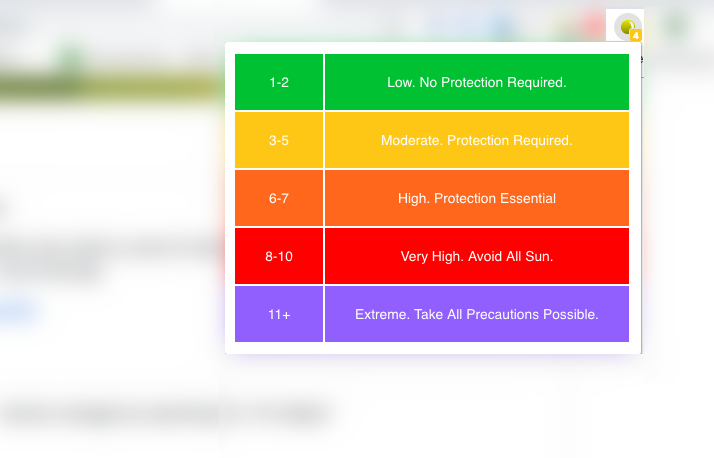 4
1-2 Low. No Protection Required.
3-5 Moderate. Protection Required.
6-7 High. Protection Essential
8-10 Very High. Avoid All Sun.
11+ Extreme. Take All Precautions Possible.